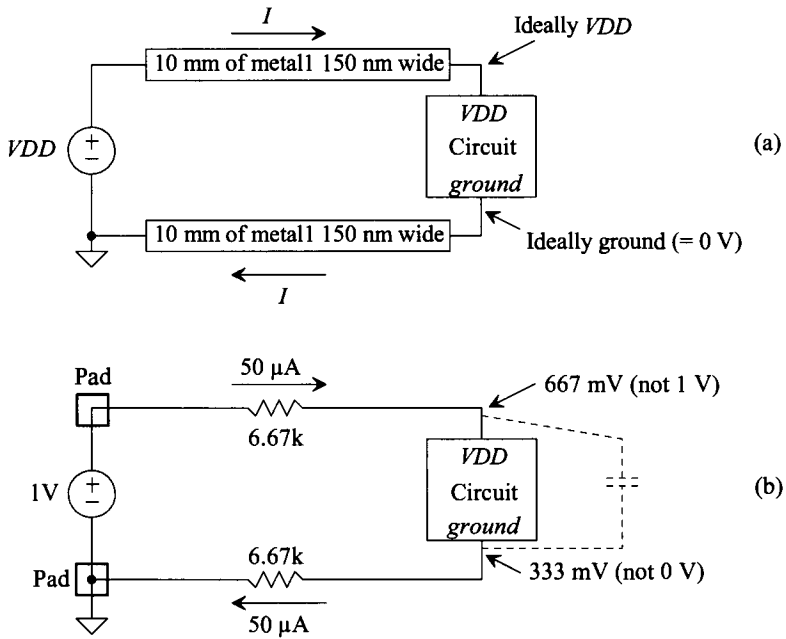 I
Ideally VDD
10 mm of metal1 150 nm wide
VDD
+
−
VDD
Circuit
ground
(a)
10 mm of metal1 150 nm wide
Ideally ground (= 0 V)
I
Pad
50 µA
667 mV (not 1 V)
6.67k
1V
+
−
VDD
Circuit
ground
(b)
6.67k
Pad
333 mV (not 0 V)
50 µA